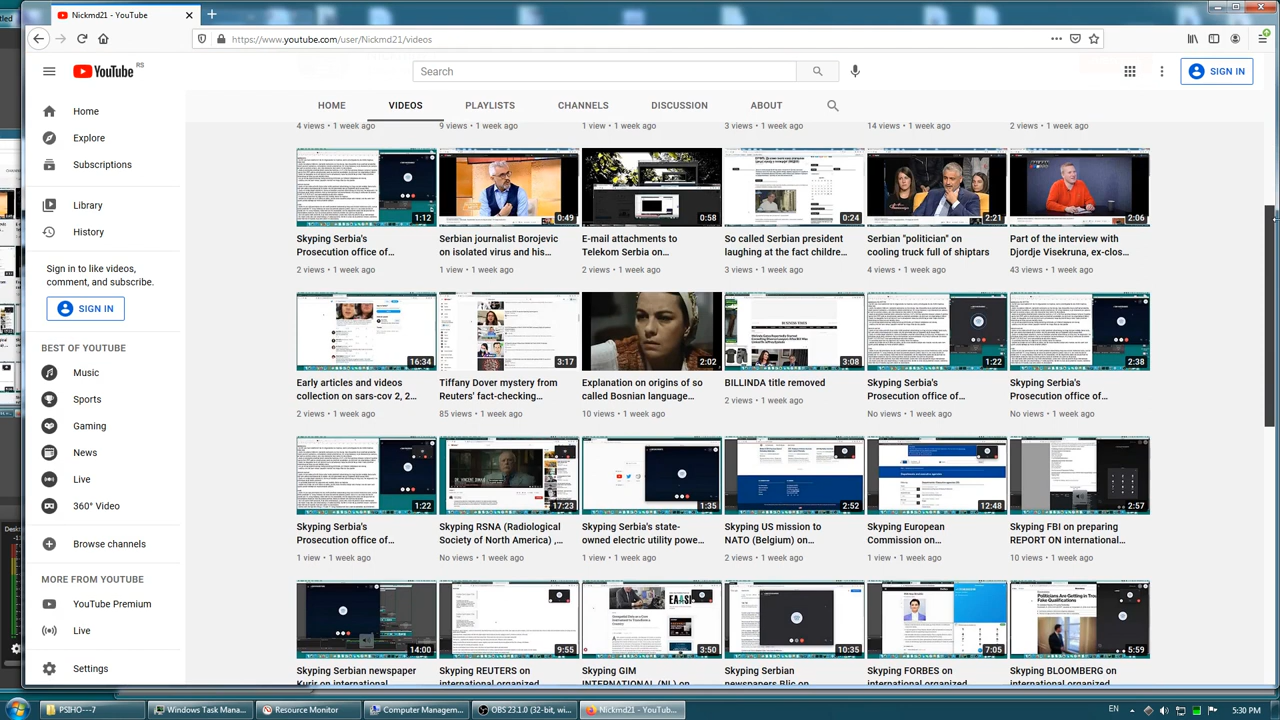 Nickmd21 - YouTube
https://www.youtube.com/user/Nickmd21/videos
YouTube RS
Search
SIGN IN
HOME VIDEOS PLAYLISTS CHANNELS DISCUSSION ABOUT
4 views • 1 week ago
9 views • 1 week ago
1 view • 1 week ago
3 views • 1 week ago
14 views • 1 week ago
2 views • 1 week ago
Home
Explore
Subscriptions
Library
History
Sign in to like videos,
comment, and subscribe.
SIGN IN
BEST OF YOUTUBE
Music
Sports
Gaming
News
Live
360° Video
Browse channels
MORE FROM YOUTUBE
YouTube Premium
Live
Settings
1:12
Skyping Serbia's
Prosecution office of...
2 views • 1 week ago
0:49
Serbian journalist Borojevic
on isolated virus and his...
1 view • 1 week ago
0:58
E-mail attachments to
Telekom Serbia on...
2 views • 1 week ago
0:24
So called Serbian president
laughing at the fact childre...
3 views • 1 week ago
2:21
Serbian "politician" on
cooling truck full of shiptars
4 views • 1 week ago
2:06
Part of the interview with
Djordje Visekruna, ex-clos...
43 views • 1 week ago
16:34
Early articles and videos
collection on sars-cov 2, 2...
2 views • 1 week ago
3:17
Tiffany Dover mystery from
Reuters' fact-checking...
85 views • 1 week ago
2:02
Explanation on origins of so
called Bosnian language...
10 views • 1 week ago
3:08
BILLINDA title removed
2 views • 1 week ago
1:22
Skyping Serbia's
Prosecution office of...
No views • 1 week ago
2:38
Skyping Serbia's
Prosecution office of...
No views • 1 week ago
1:22
Skyping Serbia's
Prosecution office of...
1 view • 1 week ago
17:23
Skyping RSNA (Radiological
Society of North America) ,...
No views • 1 week ago
1:35
Skyping Serbia's state-
owned electric utility powe...
1 view • 1 week ago
2:52
Skyping US mission to
NATO (Belgium) on...
2 views • 1 week ago
12:48
Skyping European
Commission on...
1 view • 1 week ago
2:57
Skyping FBI on preparing
REPORT ON international...
10 views • 1 week ago
14:00
Skyping Serbian newspaper
Kurir on international
9:55
Skyping REUTERS on
international organized
3:50
Skyping GIM
INTERNATIONAL (NL) on
10:35
Skyping Serbian
newspapers Blic on
7:05
Skyping FORBES on
international organized
5:59
Skyping BLOOMBERG on
international organized
PSIHO---7
Windows Task Mana...
Resource Monitor
Computer Managem...
OBS 23.1.0 (32-bit, w...
Nickmd21 - YouTub...
EN
5:30 PM